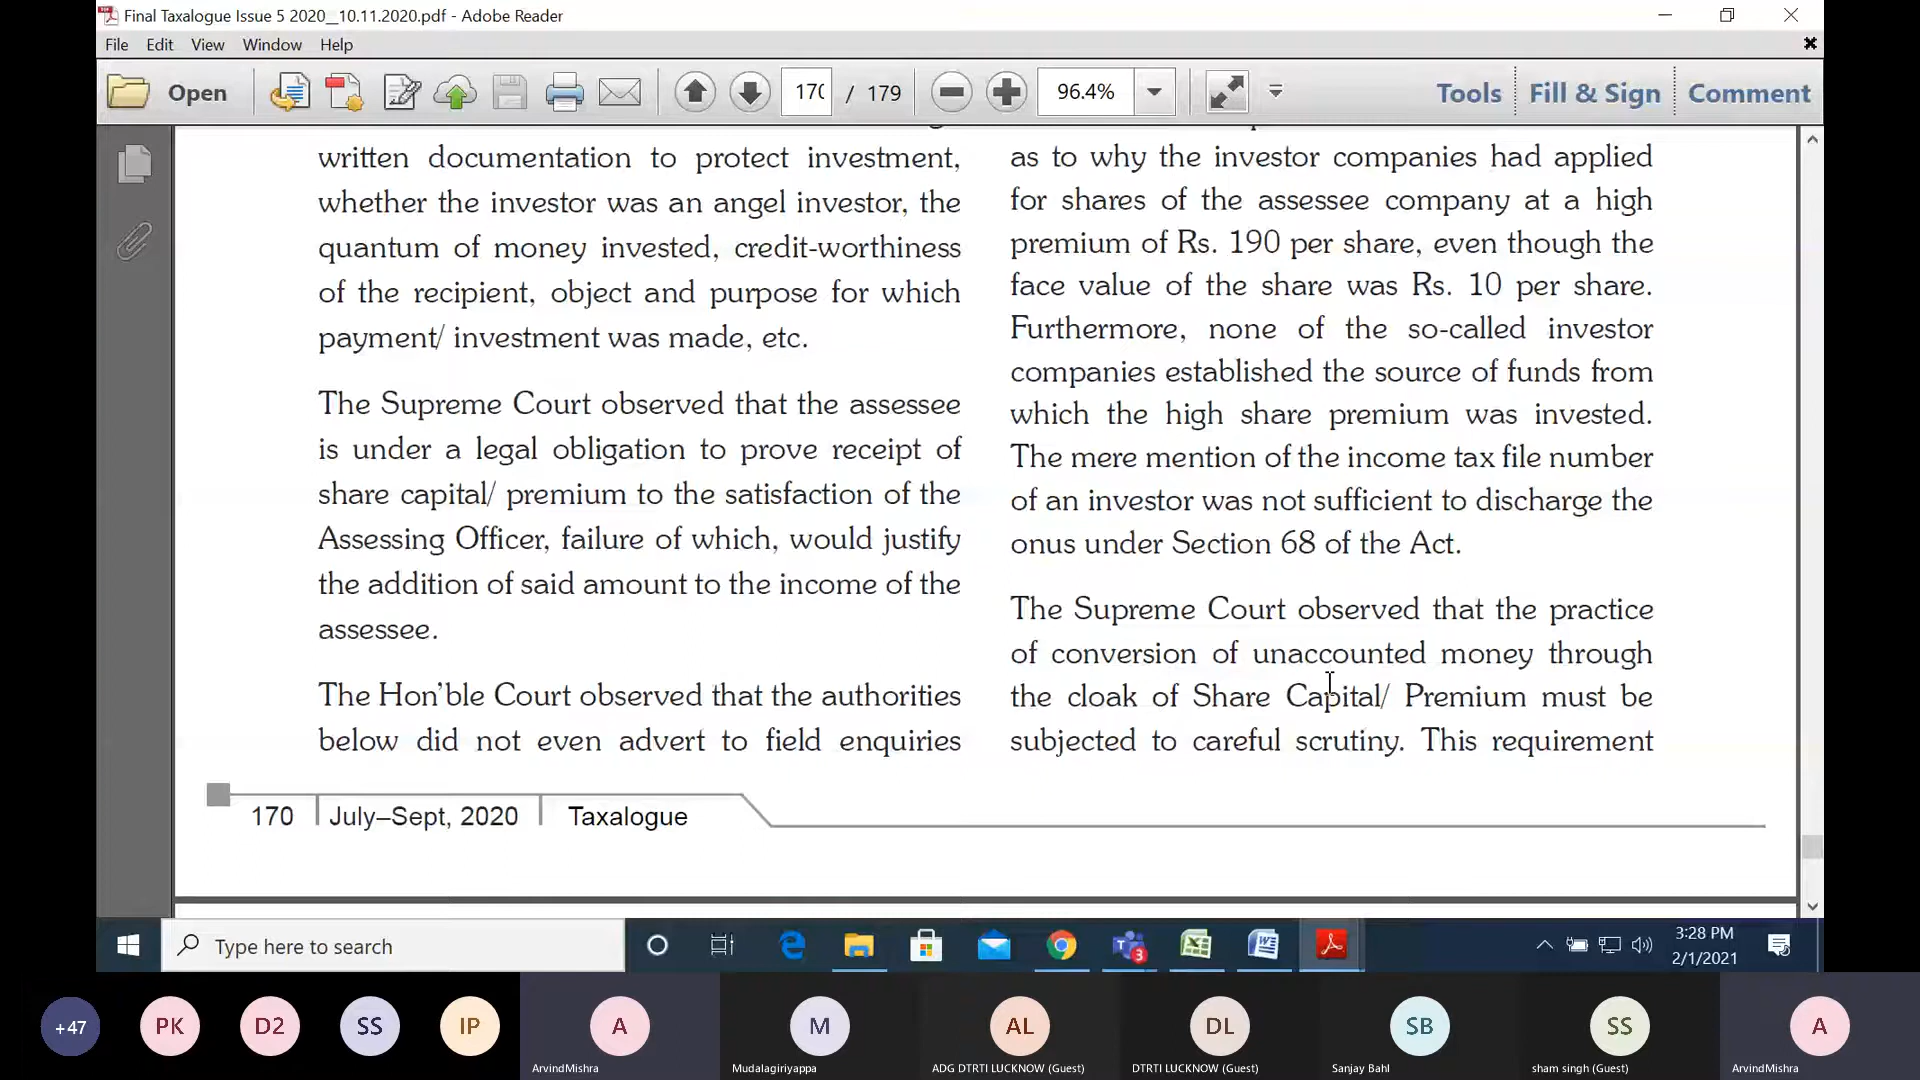 Final Taxalogue Issue 5 2020_10.11.2020.pdf - Adobe Reader
File Edit View Window Help
Open
170 / 179
96.4%
Tools Fill & Sign Comment
written documentation to protect investment,
whether the investor was an angel investor, the
quantum of money invested, credit-worthiness
of the recipient, object and purpose for which
payment/ investment was made, etc.
The Supreme Court observed that the assessee
is under a legal obligation to prove receipt of
share capital/ premium to the satisfaction of the
Assessing Officer, failure of which, would justify
the addition of said amount to the income of the
assessee.
The Hon'ble Court observed that the authorities
below did not even advert to field enquiries
as to why the investor companies had applied
for shares of the assessee company at a high
premium of Rs. 190 per share, even though the
face value of the share was Rs. 10 per share.
Furthermore, none of the so-called investor
companies established the source of funds from
which the high share premium was invested.
The mere mention of the income tax file number
of an investor was not sufficient to discharge the
onus under Section 68 of the Act.
The Supreme Court observed that the practice
of conversion of unaccounted money through
the cloak of Share Capital/ Premium must be
subjected to careful scrutiny. This requirement
170 July–Sept, 2020 Taxalogue
Type here to search
3
3:28 PM
2/1/2021
+47 PK D2 SS IP A M AL DL SB SS A
ArvindMishra Mudalagiriyappa ADG DTRTI LUCKNOW (Guest) DTRTI LUCKNOW (Guest) Sanjay Bahl sham singh (Guest) ArvindMishra